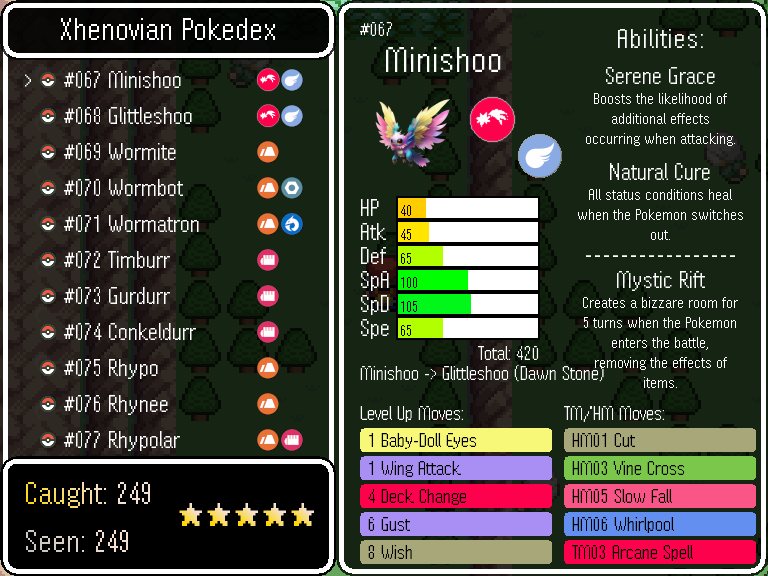 Xhenovian Pokedex
> #067 Minishoo
#068 Glittleshoo
#069 Wormite
#070 Wormbot
#071 Wormatron
#072 Timburr
#073 Gurdurr
#074 Conkeldurr
#075 Rhypo
#076 Rhynee
#077 Rhypolar
Caught: 249
Seen: 249
#067
Minishoo
HP 40
Atk 45
Def 65
SpA 100
SpD 105
Spe 65
Total: 420
Minishoo -> Glittleshoo (Dawn Stone)
Abilities:
Serene Grace
Boosts the likelihood of
additional effects
occurring when attacking.
Natural Cure
All status conditions heal
when the Pokemon switches
out.
-----------------
Mystic Rift
Creates a bizzare room for
5 turns when the Pokemon
enters the battle,
removing the effects of
items.
Level Up Moves:
1 Baby-Doll Eyes
1 Wing Attack
4 Deck Change
6 Gust
8 Wish
TM/HM Moves:
HM01 Cut
HM03 Vine Cross
HM05 Slow Fall
HM06 Whirlpool
TM03 Arcane Spell